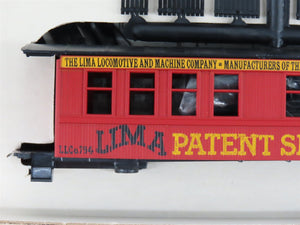 THE LIMA LOCOMOTIVE AND MACHINE COMPANY - MANUFACTURERS OF TH
LIMA PATENT S